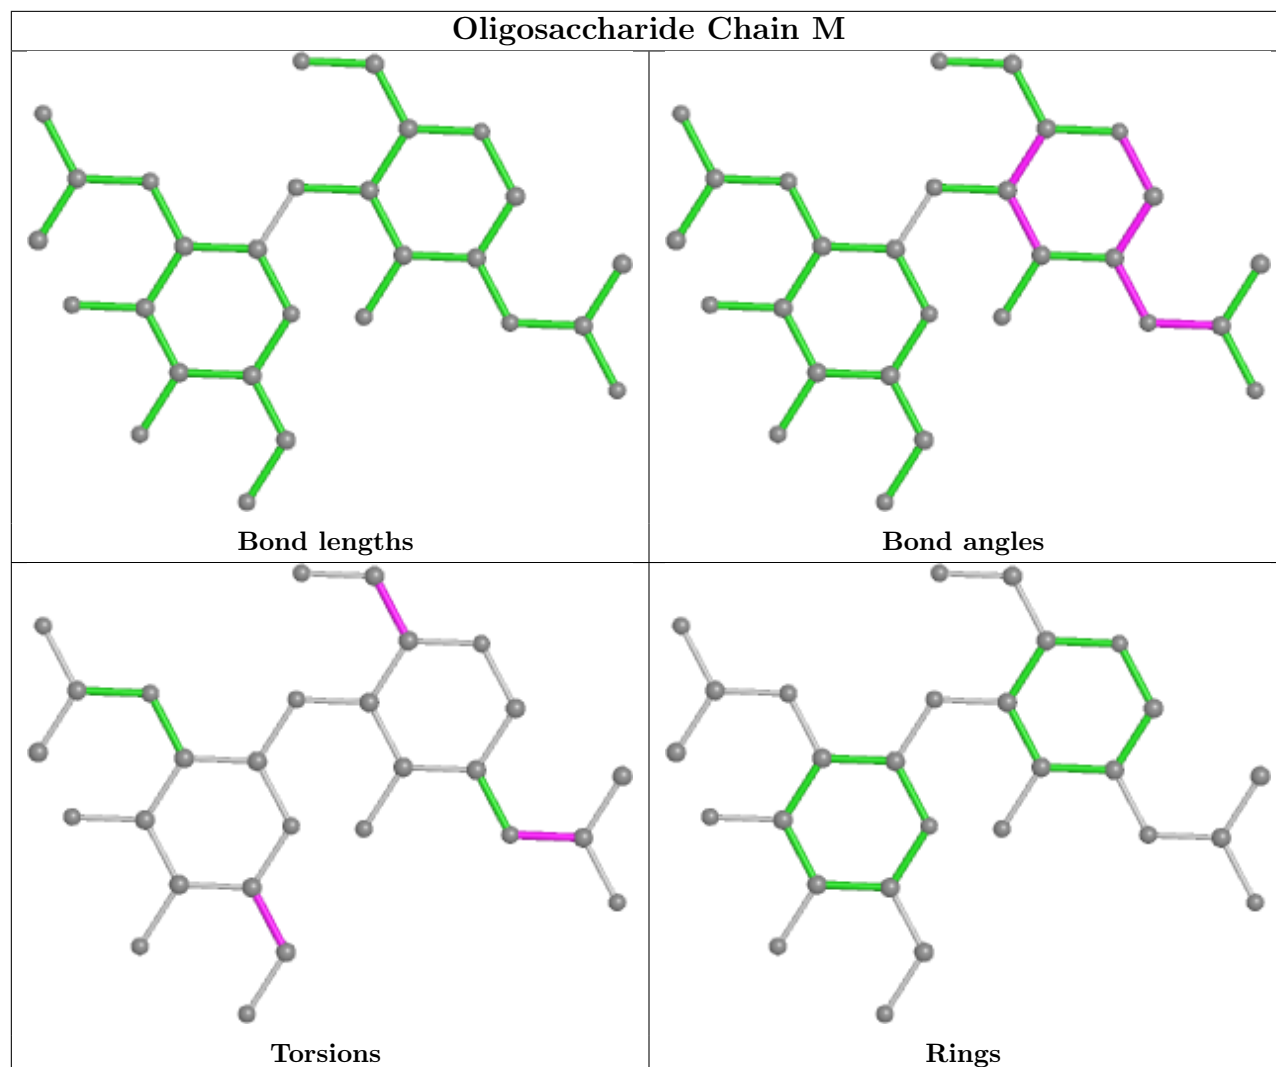 Oligosaccharide Chain M
Bond lengths
Bond angles
Torsions
Rings